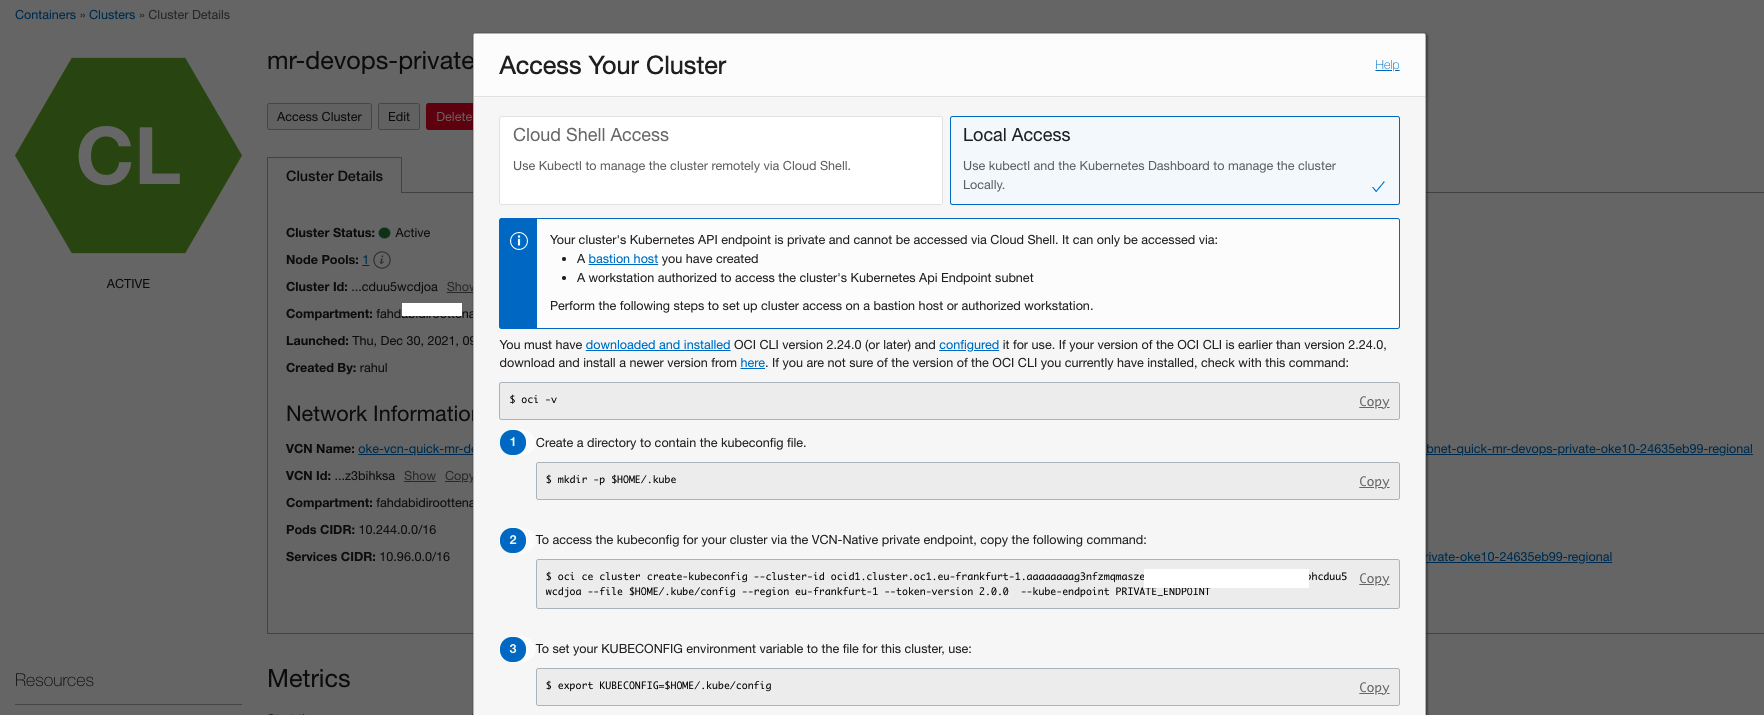 Containers » Clusters » Cluster Details
CL
ACTIVE
mr-devops-private
Access Cluster
Edit
Delete
Cluster Details
Cluster Status: Active
Node Pools: 1
Cluster Id: ...cduu5wcdjoa Show
Compartment:
Launched: Thu, Dec 30, 2021, 09
Created By: rahul
Network Information
VCN Name: oke-vcn-quick-mr-de
VCN Id: ...z3bihksa Show Copy
Compartment: fahdabidiroottena
Pods CIDR: 10.244.0.0/16
Services CIDR: 10.96.0.0/16
bnet-quick-mr-devops-private-oke10-24635eb99-regional
rivate-oke10-24635eb99-regional
Resources
Metrics
Access Your Cluster
Help
Cloud Shell Access
Use Kubectl to manage the cluster remotely via Cloud Shell.
Local Access
Use kubectl and the Kubernetes Dashboard to manage the cluster
Locally.
Your cluster's Kubernetes API endpoint is private and cannot be accessed via Cloud Shell. It can only be accessed via:
• A bastion host you have created
• A workstation authorized to access the cluster's Kubernetes Api Endpoint subnet
Perform the following steps to set up cluster access on a bastion host or authorized workstation.
You must have downloaded and installed OCI CLI version 2.24.0 (or later) and configured it for use. If your version of the OCI CLI is earlier than version 2.24.0,
download and install a newer version from here. If you are not sure of the version of the OCI CLI you currently have installed, check with this command:
$ oci -v
Copy
1 Create a directory to contain the kubeconfig file.
$ mkdir -p $HOME/.kube
Copy
2 To access the kubeconfig for your cluster via the VCN-Native private endpoint, copy the following command:
$ oci ce cluster create-kubeconfig --cluster-id ocid1.cluster.oc1.eu-frankfurt-1.aaaaaaaag3nfzmqmasze ohcduu5
wcdjoa --file $HOME/.kube/config --region eu-frankfurt-1 --token-version 2.0.0 --kube-endpoint PRIVATE_ENDPOINT
Copy
3 To set your KUBECONFIG environment variable to the file for this cluster, use:
$ export KUBECONFIG=$HOME/.kube/config
Copy